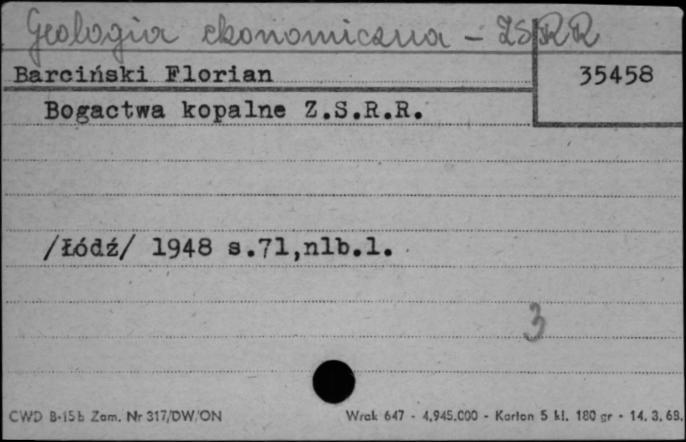 Geologia ekonomiczna - ZSRR
Barciński Florian 35458
Bogactwa kopalne Z.S.R.R.
/Łódź/ 1948 s.71,nlb.1.
3
CWD B-15b Zam. Nr 317/DW/ON Wrak 647 - 4.945.000 - Karton 5 kl. 180 gr - 14. 3. 68.